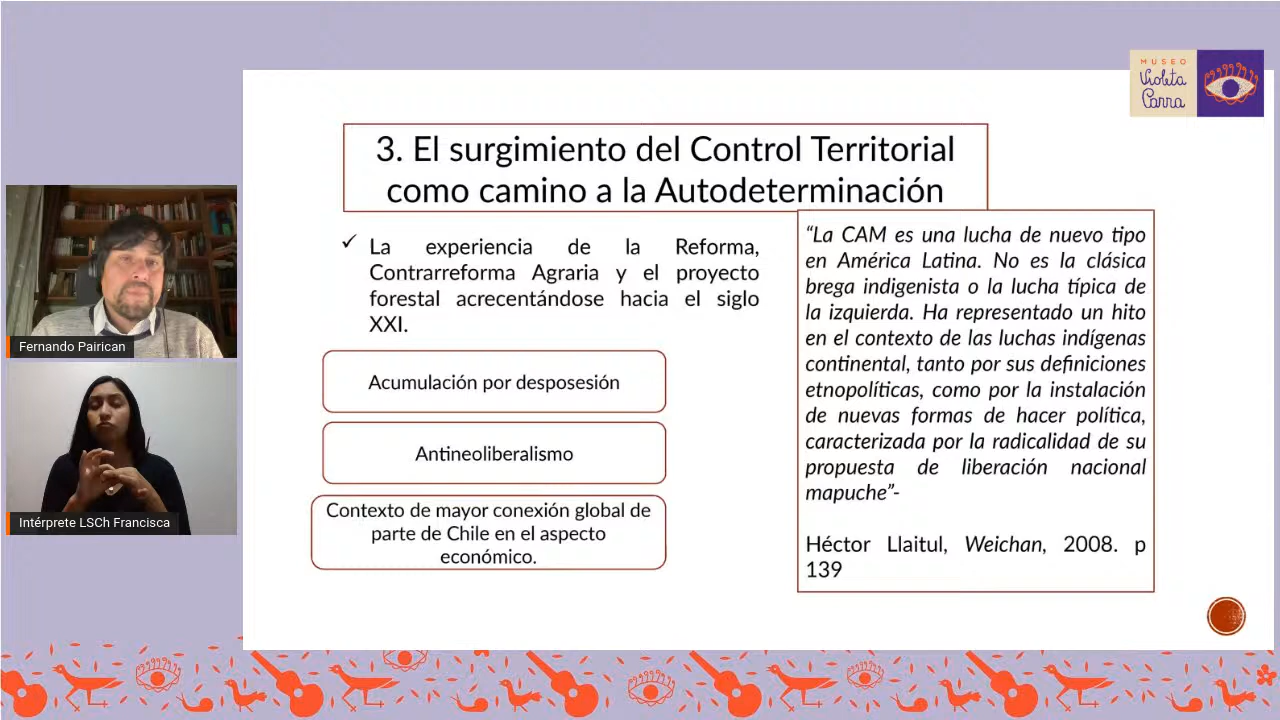 MUSEO
Violeta
Parra
3. El surgimiento del Control Territorial
como camino a la Autodeterminación
✓ La experiencia de la Reforma,
Contrarreforma Agraria y el proyecto
forestal acrecentándose hacia el siglo
XXI.
Acumulación por desposesión
Antineoliberalismo
Contexto de mayor conexión global de
parte de Chile en el aspecto
económico.
“La CAM es una lucha de nuevo tipo
en América Latina. No es la clásica
brega indigenista o la lucha típica de
la izquierda. Ha representado un hito
en el contexto de las luchas indígenas
continental, tanto por sus definiciones
etnopolíticas, como por la instalación
de nuevas formas de hacer política,
caracterizada por la radicalidad de su
propuesta de liberación nacional
mapuche”-
Héctor Llaitul, Weichan, 2008. p
139
Fernando Pairican
Intérprete LSCh Francisca